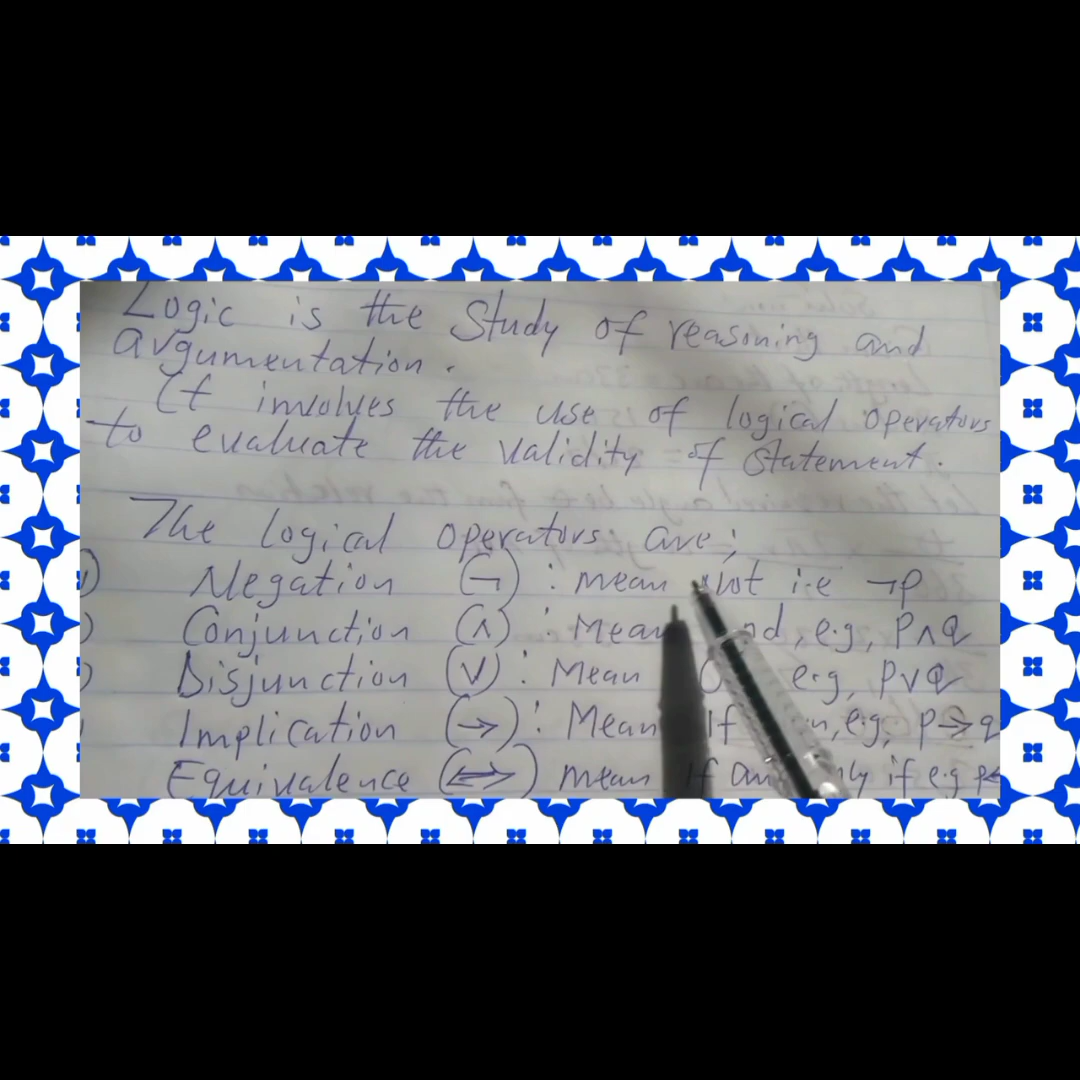 Logic is the Study of reasoning and
argumentation.
It involves the use of logical operators
to evaluate the validity of statement.
The logical operators are;
Negation (¬) : mean not i.e ¬p
Conjunction (∧) : Mean e.g, p∧q
Disjunction (∨) : Mean e.g, p∨q
Implication (→) : Mean If e.g, p→q
Equivalence (⟺) mean If if e.g p